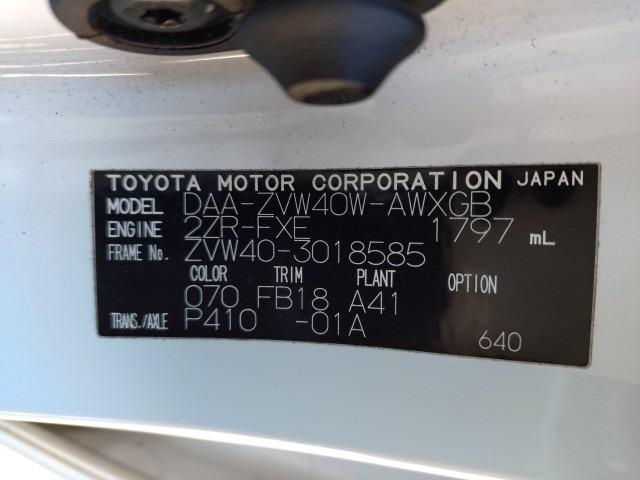 TOYOTA MOTOR CORPORATION JAPAN
MODEL DAA-ZVW40W-AWXGB
ENGINE 2ZR-FXE 1797 mL
FRAME No. ZVW40-3018585
COLOR TRIM PLANT OPTION
070 FB18 A41
TRANS./AXLE P410 -01A
640